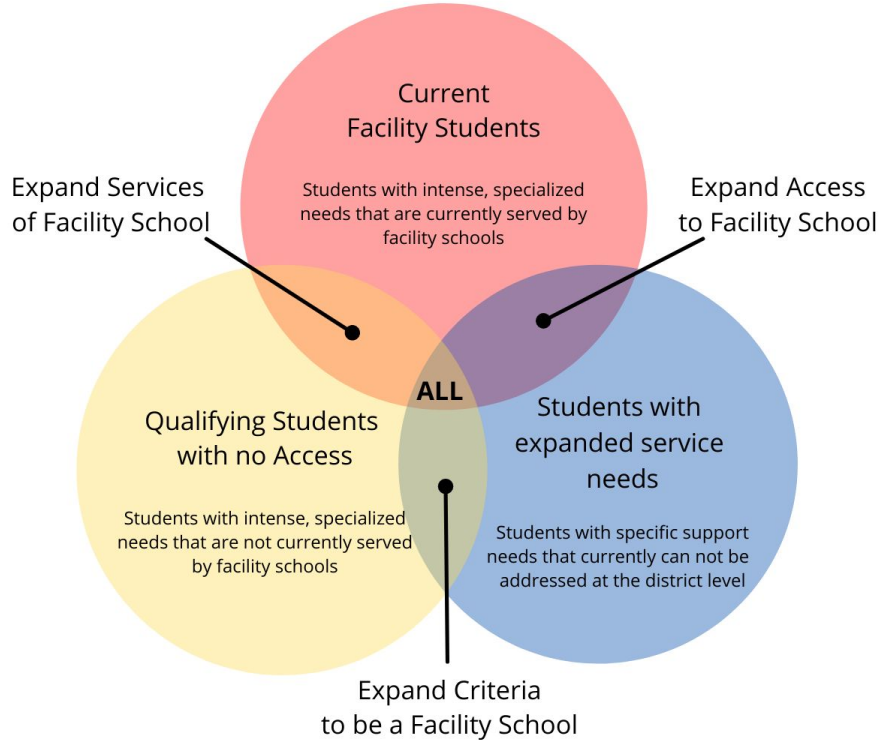 Current
Facility Students
Students with intense, specialized
needs that are currently served by
facility schools
Expand Services
of Facility School
Expand Access
to Facility School
ALL
Qualifying Students
with no Access
Students with intense, specialized
needs that are not currently served
by facility schools
Students with
expanded service
needs
Students with specific support
needs that currently can not be
addressed at the district level
Expand Criteria
to be a Facility School